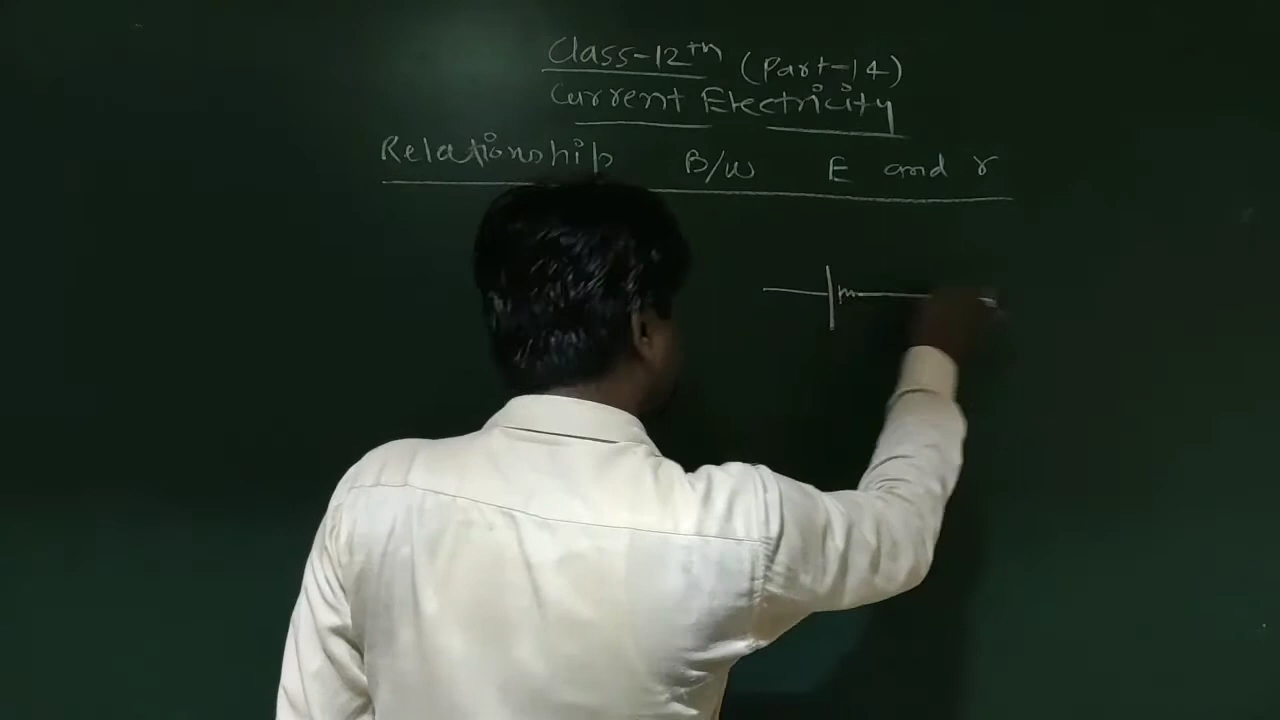 Class-12th (Part-14)
Current Electricity
Relationship B/W E and r